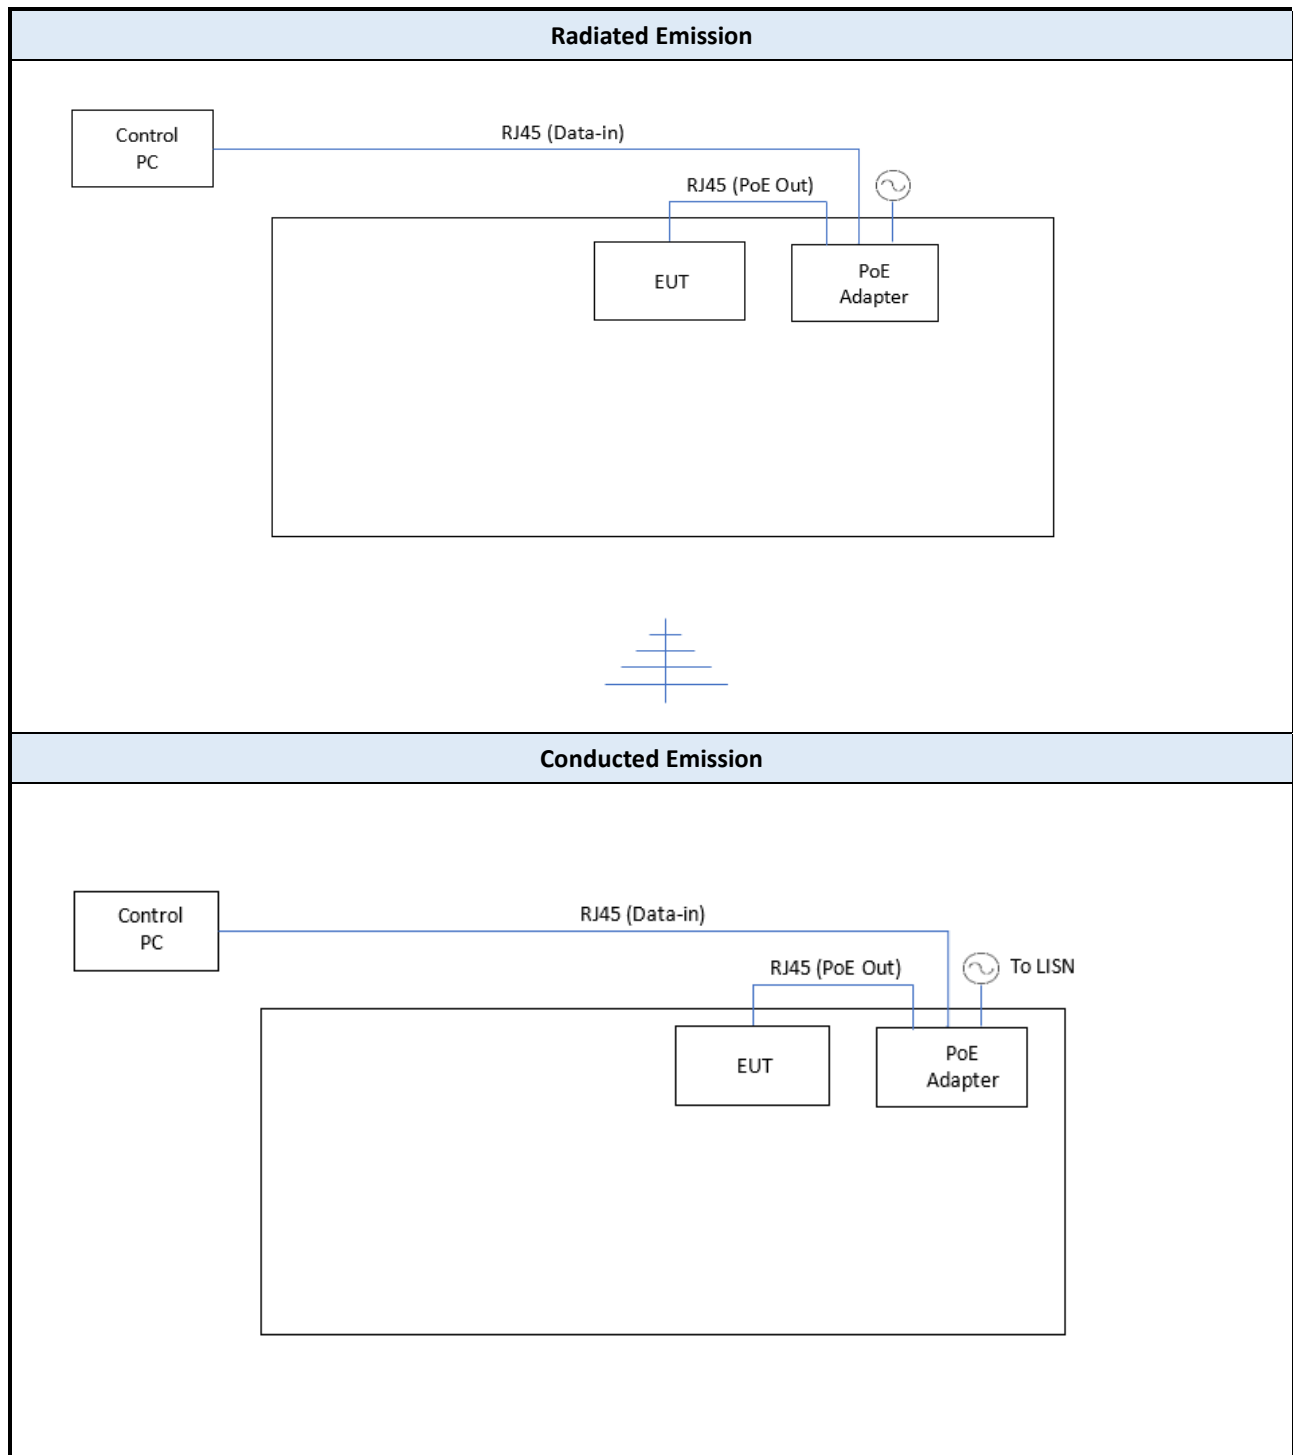 Radiated Emission
Control
PC
RJ45 (Data-in)
RJ45 (PoE Out)
EUT
PoE
Adapter
Conducted Emission
Control
PC
RJ45 (Data-in)
RJ45 (PoE Out)
To LISN
EUT
PoE
Adapter